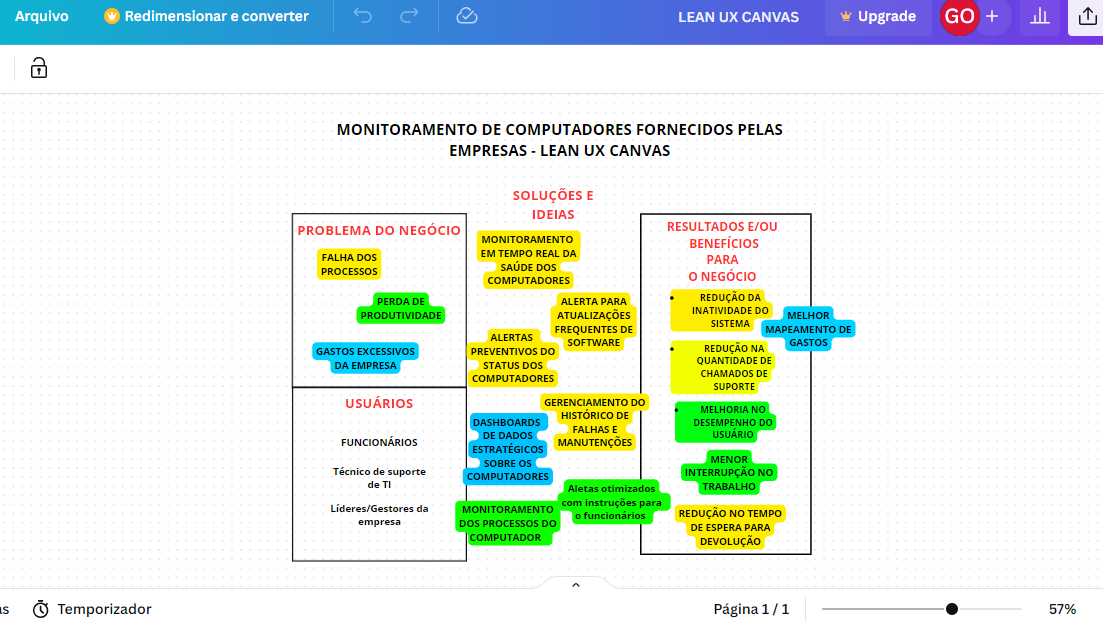 Arquivo
Redimensionar e converter
LEAN UX CANVAS
Upgrade
GO
+
MONITORAMENTO DE COMPUTADORES FORNECIDOS PELAS
EMPRESAS - LEAN UX CANVAS
PROBLEMA DO NEGÓCIO
FALHA DOS
PROCESSOS
PERDA DE
PRODUTIVIDADE
GASTOS EXCESSIVOS
DA EMPRESA
USUÁRIOS
FUNCIONÁRIOS
Técnico de suporte
de TI
Líderes/Gestores da
empresa
SOLUÇÕES E
IDEIAS
MONITORAMENTO
EM TEMPO REAL DA
SAÚDE DOS
COMPUTADORES
ALERTA PARA
ATUALIZAÇÕES
FREQUENTES DE
SOFTWARE
ALERTAS
PREVENTIVOS DO
STATUS DOS
COMPUTADORES
GERENCIAMENTO DO
HISTÓRICO DE
FALHAS E
MANUTENÇÕES
DASHBOARDS
DE DADOS
ESTRATÉGICOS
SOBRE OS
COMPUTADORES
Aletas otimizados
com instruções para
o funcionários
MONITORAMENTO
DOS PROCESSOS DO
COMPUTADOR
RESULTADOS E/OU
BENEFÍCIOS
PARA
O NEGÓCIO
REDUÇÃO DA
INATIVIDADE DO
SISTEMA
MELHOR
MAPEAMENTO DE
GASTOS
REDUÇÃO NA
QUANTIDADE DE
CHAMADOS DE
SUPORTE
MELHORIA NO
DESEMPENHO DO
USUÁRIO
MENOR
INTERRUPÇÃO NO
TRABALHO
REDUÇÃO NO TEMPO
DE ESPERA PARA
DEVOLUÇÃO
as
Temporizador
Página 1 / 1
57%